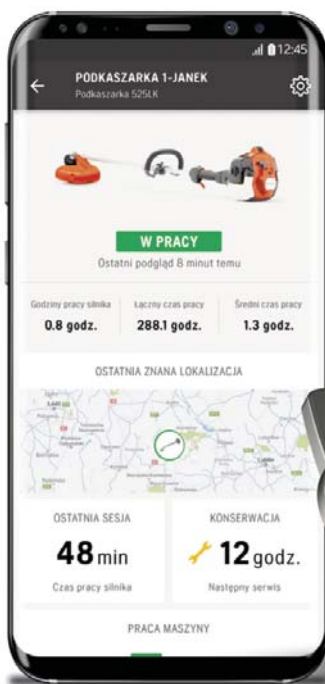 12:45
PODKASZARKA 1-JANEK
Podkaszarka 525LK
W PRACY
Ostatni podgląd 8 minut temu
Godziny pracy silnika
Łączny czas pracy
Średni czas pracy
0.8 godz.
288.1 godz.
1.3 godz.
OSTATNIA ZNANA LOKALIZACJA
Łódź
Lublin
OSTATNIA SESJA
KONSERWACJA
48 min
12 godz.
Czas pracy silnika
Następny serwis
PRACA MASZYNY